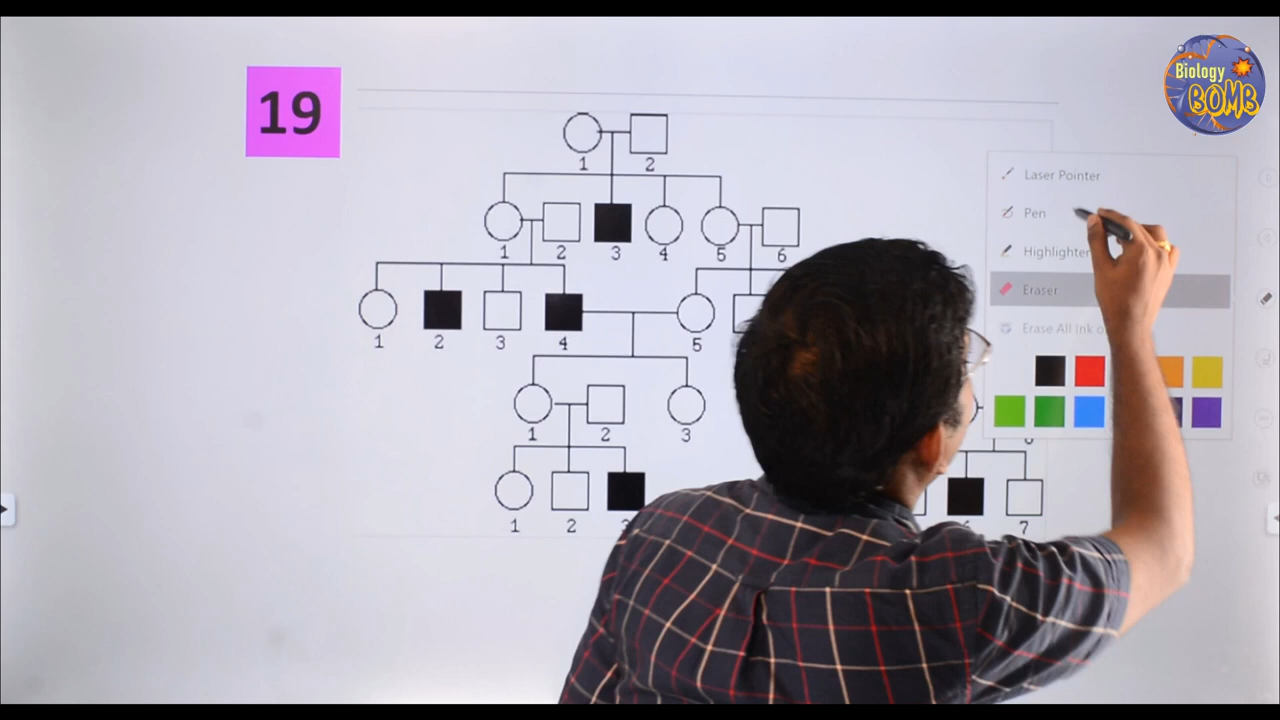 Biology
BOMB
19
1 2
1 2 3 4 5 6
1 2 3 4 5
1 2 3
1 2 7
Laser Pointer
Pen
Highlighter
Eraser
Erase All Ink